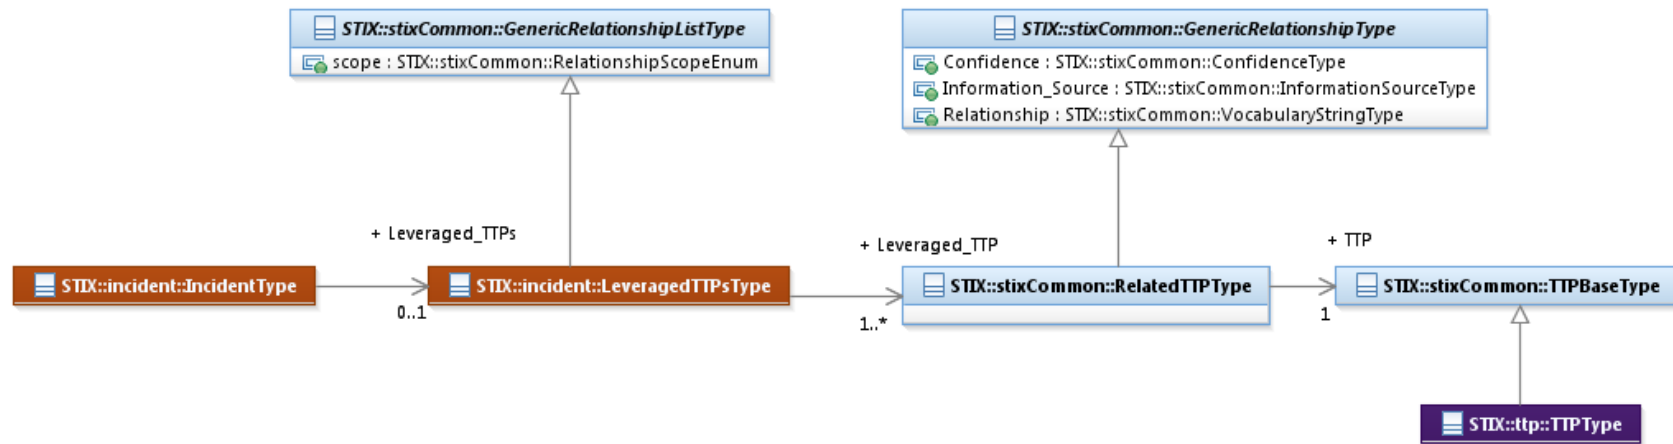 STIX::stixCommon::GenericRelationshipListType
scope : STIX::stixCommon::RelationshipScopeEnum
STIX::stixCommon::GenericRelationshipType
Confidence : STIX::stixCommon::ConfidenceType
Information_Source : STIX::stixCommon::InformationSourceType
Relationship : STIX::stixCommon::VocabularyStringType
+ Leveraged_TTPs
+ Leveraged_TTP
+ TTP
STIX::incident::IncidentType
STIX::incident::LeveragedTTPsType
STIX::stixCommon::RelatedTTPType
STIX::stixCommon::TTPBaseType
0..1
1..*
1
STIX::ttp::TTPType